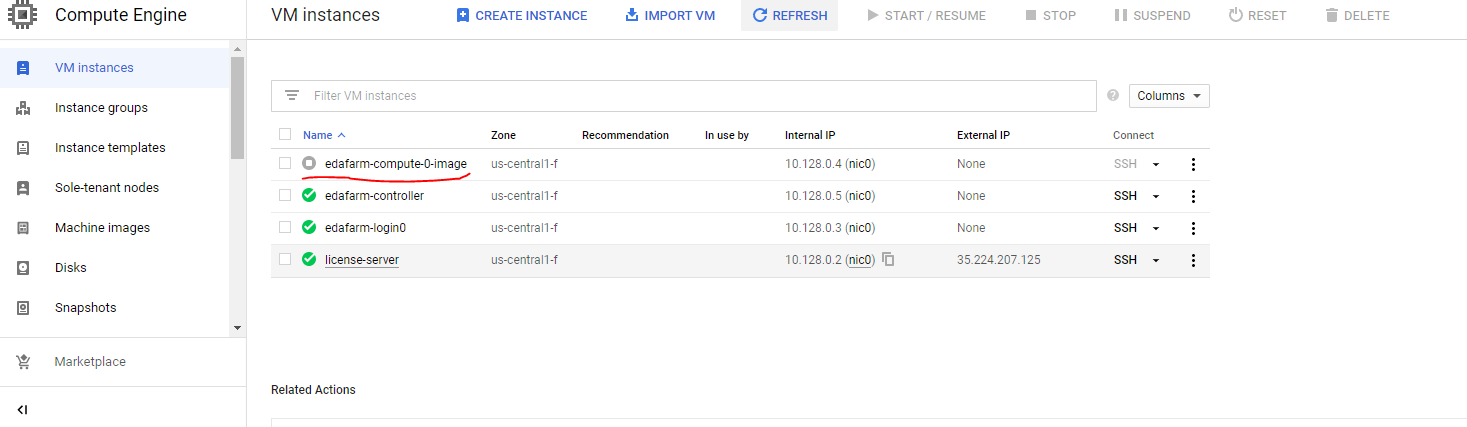 Compute Engine
VM instances
CREATE INSTANCE
IMPORT VM
REFRESH
START / RESUME
STOP
SUSPEND
RESET
DELETE
VM instances
Instance groups
Instance templates
Sole-tenant nodes
Machine images
Disks
Snapshots
Marketplace
Filter VM instances
Columns
Name Zone Recommendation In use by Internal IP External IP Connect
edafarm-compute-0-image us-central1-f 10.128.0.4 (nic0) None SSH
edafarm-controller us-central1-f 10.128.0.5 (nic0) None SSH
edafarm-login0 us-central1-f 10.128.0.3 (nic0) None SSH
license-server us-central1-f 10.128.0.2 (nic0) 35.224.207.125 SSH
Related Actions